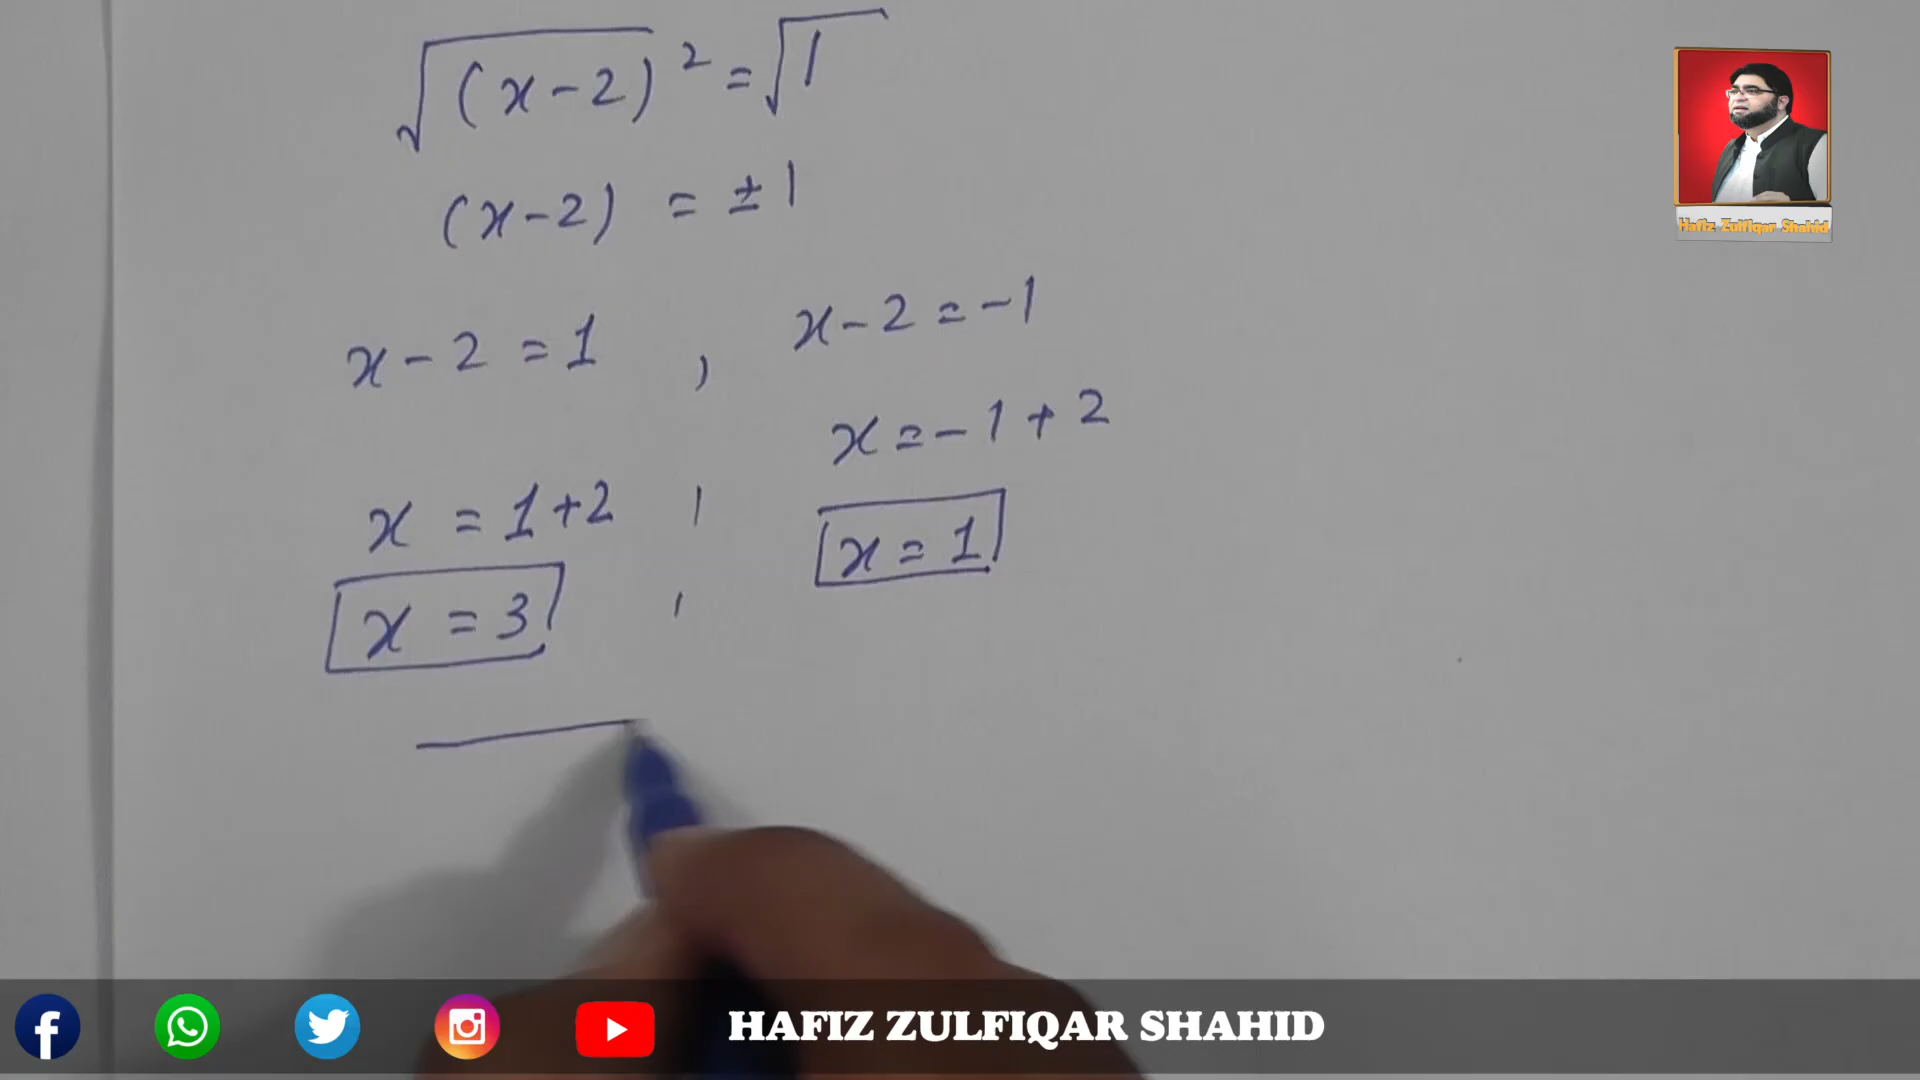 √(x-2)² = √1
(x-2) = ±1
x-2 = 1 , x-2 = -1
x = -1+2
x = 1+2 ,
x = 1
x = 3 ,
Hafiz Zulfiqar Shahid
HAFIZ ZULFIQAR SHAHID